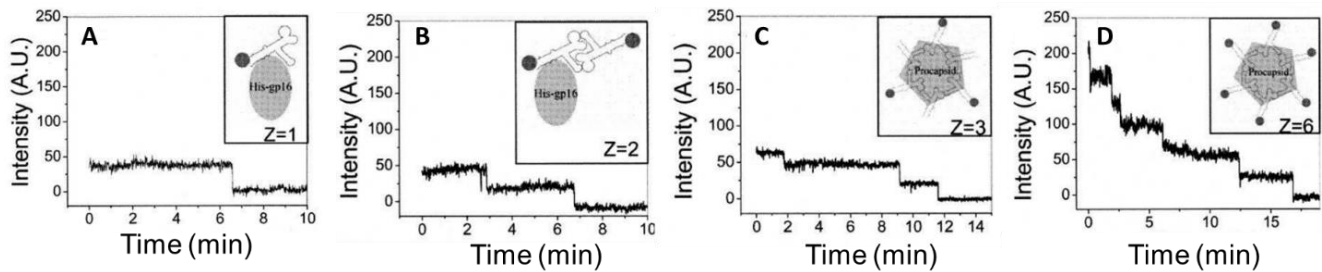 A
Intensity (A.U.)
250
200
150
100
50
0
His-gp16
Z=1
0 2 4 6 8 10
Time (min)
B
Intensity (A.U.)
250
200
150
100
50
0
His-gp16
Z=2
0 2 4 6 8 10
Time (min)
C
Intensity (A.U.)
250
200
150
100
50
0
Procapsid
Z=3
0 2 4 6 8 10 12 14
Time (min)
D
Intensity (A.U.)
250
200
150
100
50
0
Procapsid
Z=6
0 5 10 15
Time (min)